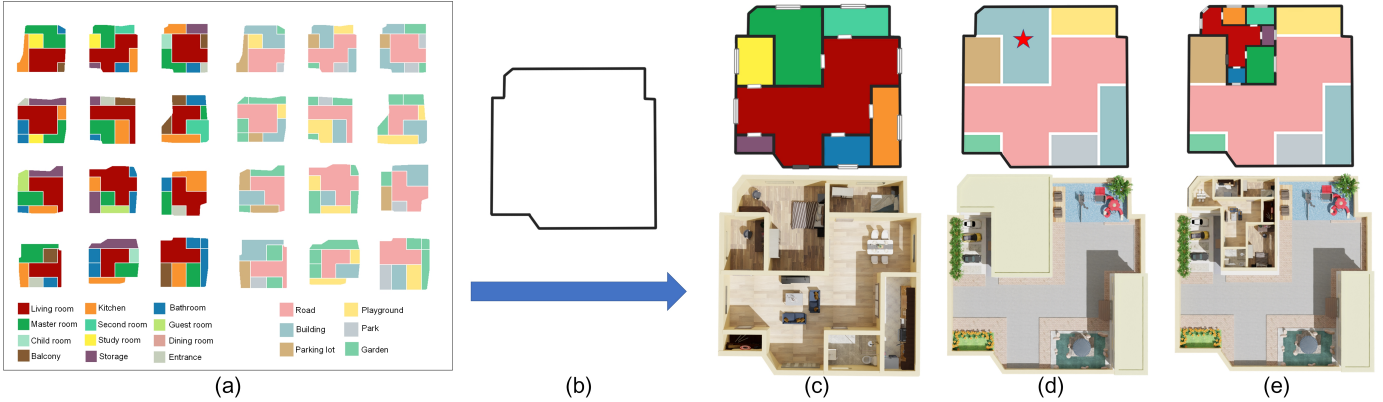 Living room Kitchen Bathroom
Master room Second room Guest room
Child room Study room Dining room
Balcony Storage Entrance
Road Playground
Building Park
Parking lot Garden
(a) (b) (c) (d) (e)